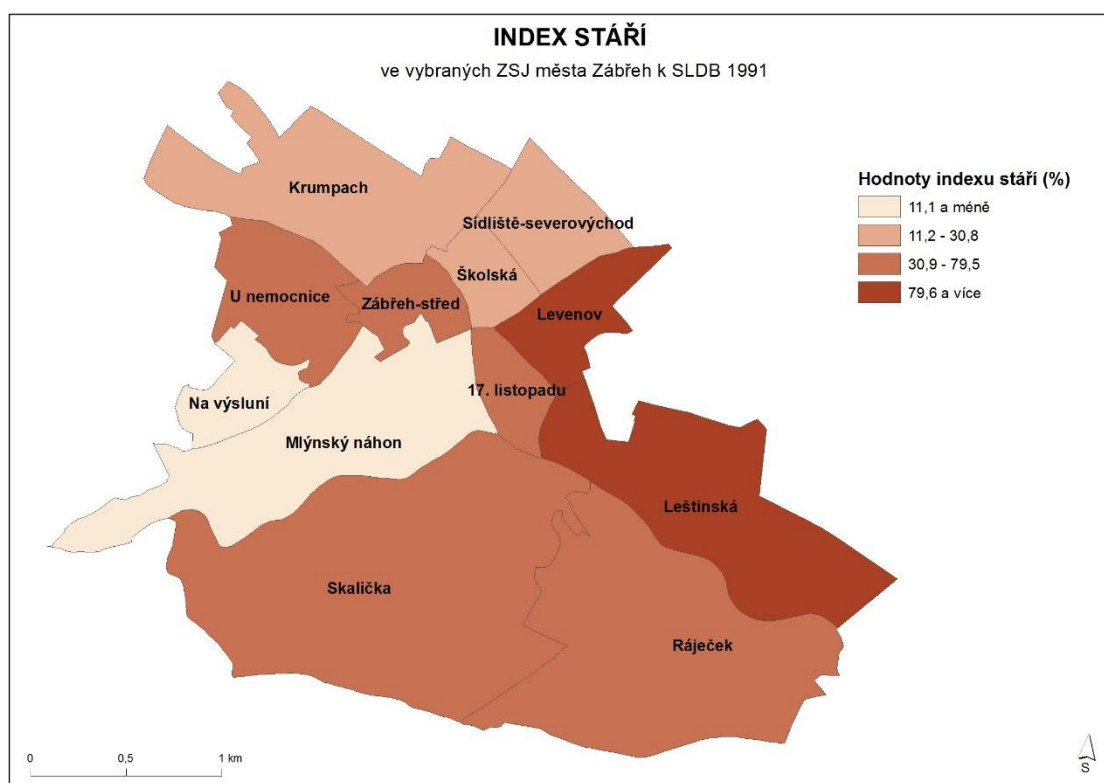 INDEX STÁŘÍ
ve vybraných ZSJ města Zábřeh k SLDB 1991
Hodnoty indexu stáří (%)
11,1 a méně
11,2 - 30,8
30,9 - 79,5
79,6 a více
Krumpach
Sídliště-severovýchod
Školská
U nemocnice
Zábřeh-střed
Levenov
17. listopadu
Na výsluní
Mlýnský náhon
Leštinská
Skalička
Ráječek
0 0,5 1 km
S